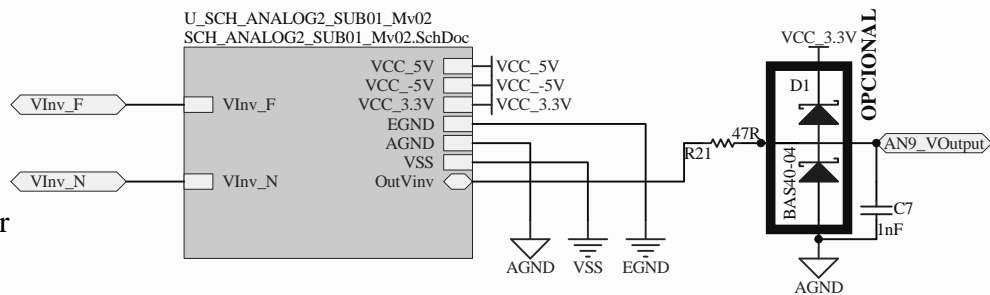 U_SCH_ANALOG2_SUB01_Mv02
SCH_ANALOG2_SUB01_Mv02.SchDoc
VCC_5V VCC_5V
VCC_-5V VCC_-5V
VInv_F VInv_F VCC_3.3V VCC_3.3V
EGND
AGND
VSS
VInv_N VInv_N OutVinv
r
AGND VSS EGND
R21 47R
VCC_3.3V
OPCIONAL
D1
BAS40-04
AN9_VOutput
C7
1nF
AGND